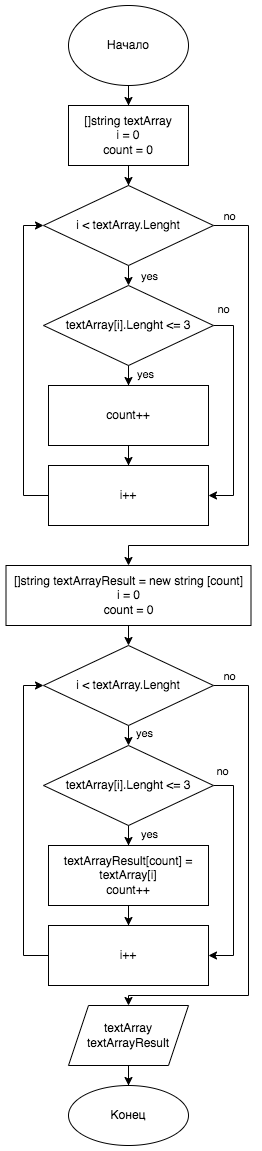 Начало
[]string textArray
i = 0
count = 0
i < textArray.Lenght
no
yes
textArray[i].Lenght <= 3
no
yes
count++
i++
[]string textArrayResult = new string [count]
i = 0
count = 0
i < textArray.Lenght
no
yes
textArray[i].Lenght <= 3
no
yes
textArrayResult[count] =
textArray[i]
count++
i++
textArray
textArrayResult
Конец